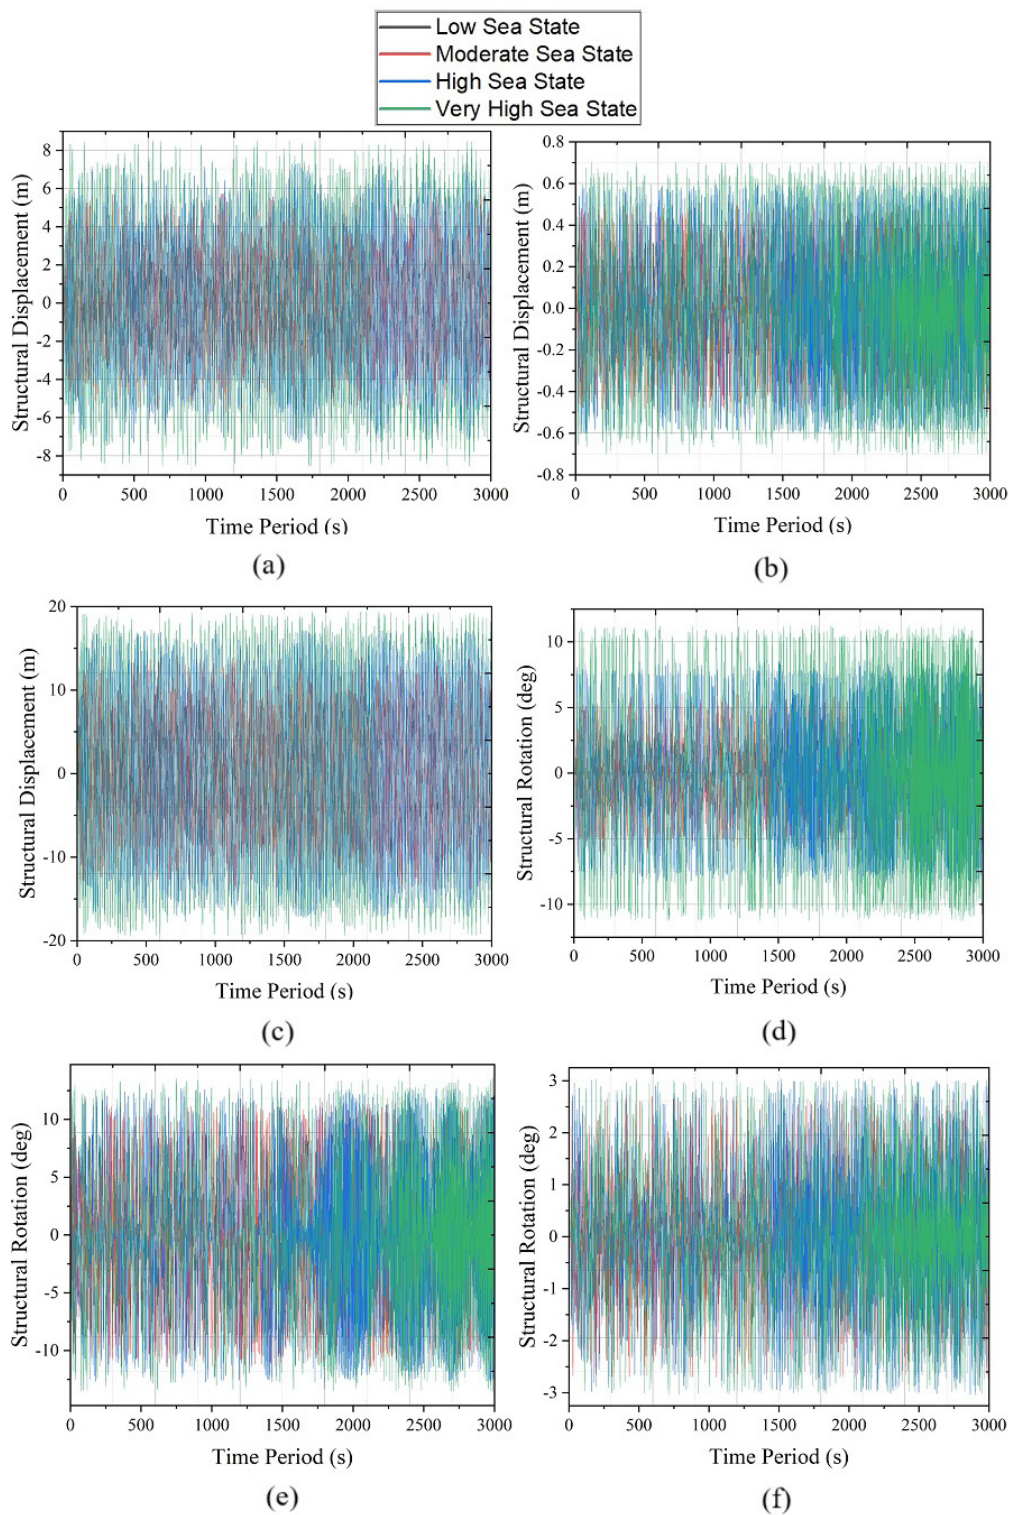 Low Sea State
Moderate Sea State
High Sea State
Very High Sea State
Structural Displacement (m)
8
6
4
2
0
-2
-4
-6
-8
0 500 1000 1500 2000 2500 3000
Time Period (s)
(a)
Structural Displacement (m)
0.8
0.6
0.4
0.2
0.0
-0.2
-0.4
-0.6
-0.8
0 500 1000 1500 2000 2500 3000
Time Period (s)
(b)
Structural Displacement (m)
20
10
0
-10
-20
0 500 1000 1500 2000 2500 3000
Time Period (s)
(c)
Structural Rotation (deg)
10
5
0
-5
-10
0 500 1000 1500 2000 2500 3000
Time Period (s)
(d)
Structural Rotation (deg)
10
5
0
-5
-10
0 500 1000 1500 2000 2500 3000
Time Period (s)
(e)
Structural Rotation (deg)
3
2
1
0
-1
-2
-3
0 500 1000 1500 2000 2500 3000
Time Period (s)
(f)